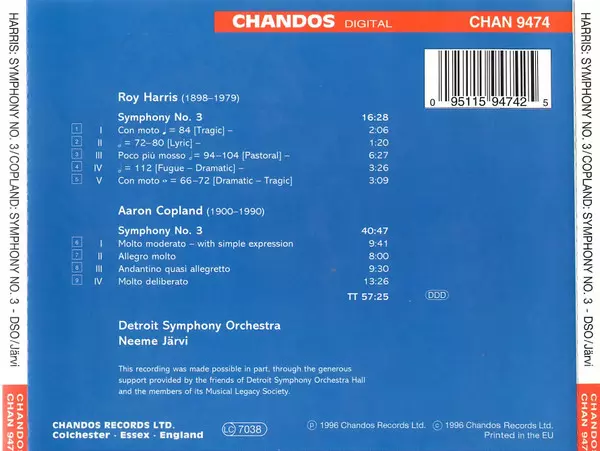 CHANDOS DIGITAL CHAN 9474
0 95115 94742 5
Roy Harris (1898-1979)
Symphony No. 3 16:28
1 I Con moto 𝅗𝅥 = 84 [Tragic] – 2:06
2 II 𝅗𝅥 = 72–80 [Lyric] – 1:20
3 III Poco più mosso 𝅗𝅥 = 94–104 [Pastoral] – 6:27
4 IV 𝅗𝅥 = 112 [Fugue – Dramatic] – 3:26
5 V Con moto = 66–72 [Dramatic – Tragic] 3:09
Aaron Copland (1900-1990)
Symphony No. 3 40:47
6 I Molto moderato – with simple expression 9:41
7 II Allegro molto 8:00
8 III Andantino quasi allegretto 9:30
9 IV Molto deliberato 13:26
TT 57:25 DDD
Detroit Symphony Orchestra
Neeme Järvi
This recording was made possible in part, through the generous
support provided by the friends of Detroit Symphony Orchestra Hall
and the members of its Musical Legacy Society.
CHANDOS RECORDS LTD.
Colchester · Essex · England
LC 7038
℗ 1996 Chandos Records Ltd. © 1996 Chandos Records Ltd.
Printed in the EU
HARRIS: SYMPHONY NO. 3/COPLAND: SYMPHONY NO. 3 - DSO/Järvi
CHANDOS
CHAN 947
HARRIS: SYMPHONY NO. 3/COPLAND: SYMPHONY NO. 3 - DSO/Järvi
CHANDOS
CHAN 947